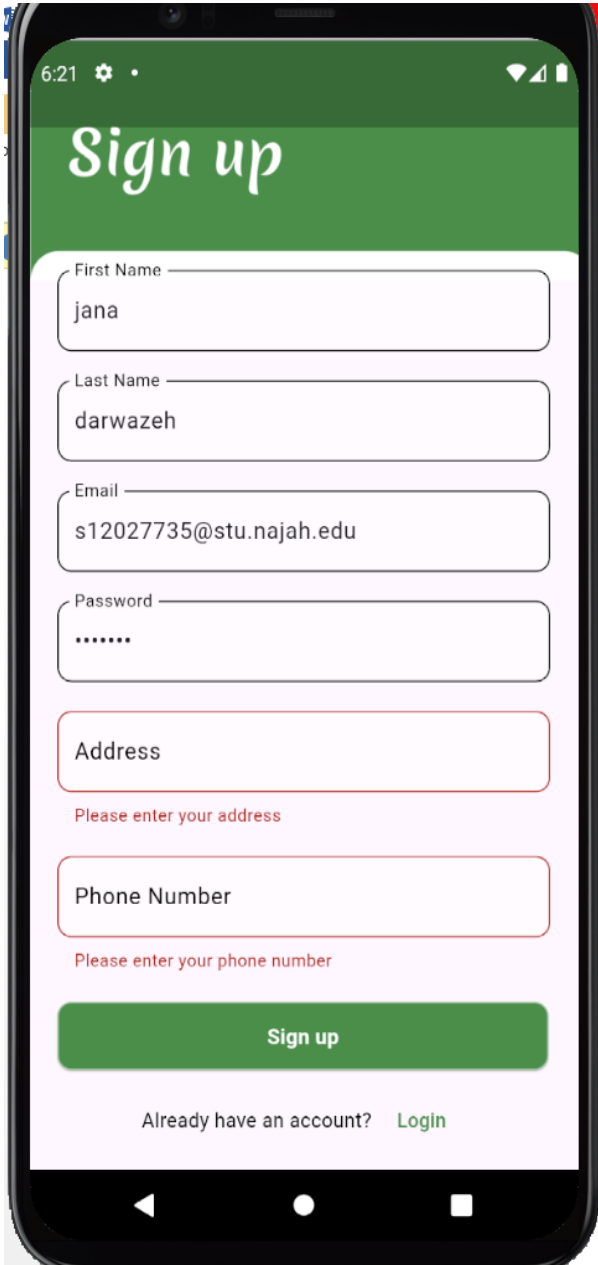 6:21
Sign up
First Name
jana
Last Name
darwazeh
Email
s12027735@stu.najah.edu
Password
•••••••
Address
Please enter your address
Phone Number
Please enter your phone number
Sign up
Already have an account? Login